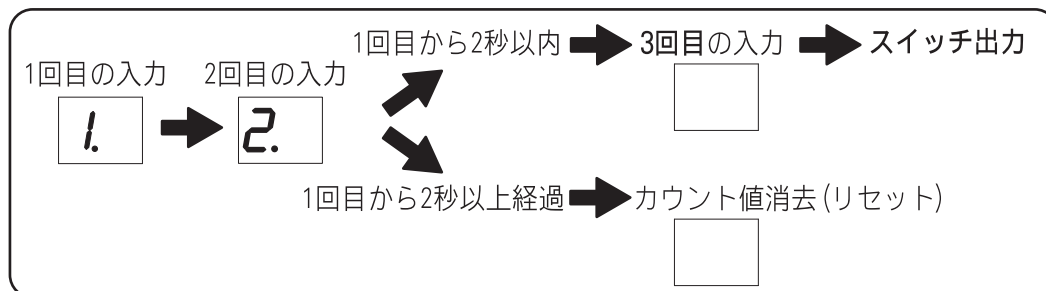 1回目から2秒以内 3回目の入力 スイッチ出力
1回目の入力 2回目の入力
1. 2.
1回目から2秒以上経過 カウント値消去(リセット)